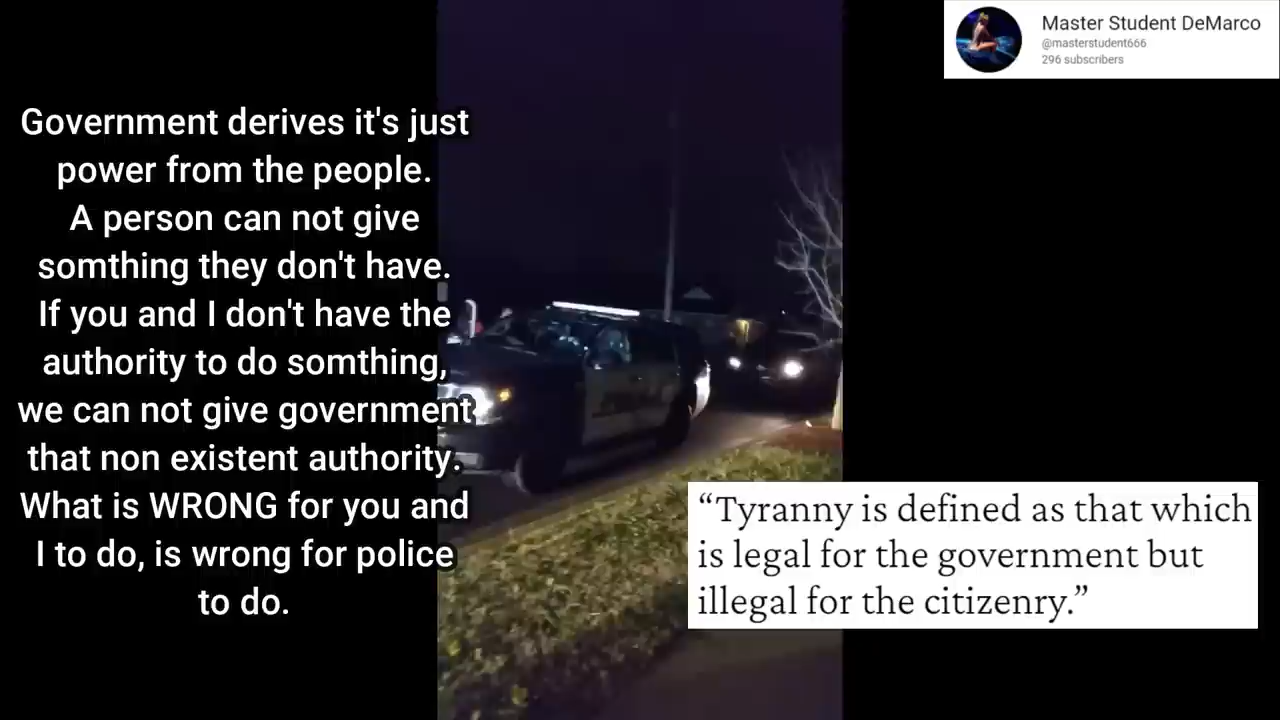 Government derives it's just
power from the people.
A person can not give
somthing they don't have.
If you and I don't have the
authority to do somthing,
we can not give government
that non existent authority.
What is WRONG for you and
I to do, is wrong for police
to do.
Master Student DeMarco
@masterstudent666
296 subscribers
“Tyranny is defined as that which
is legal for the government but
illegal for the citizenry.”